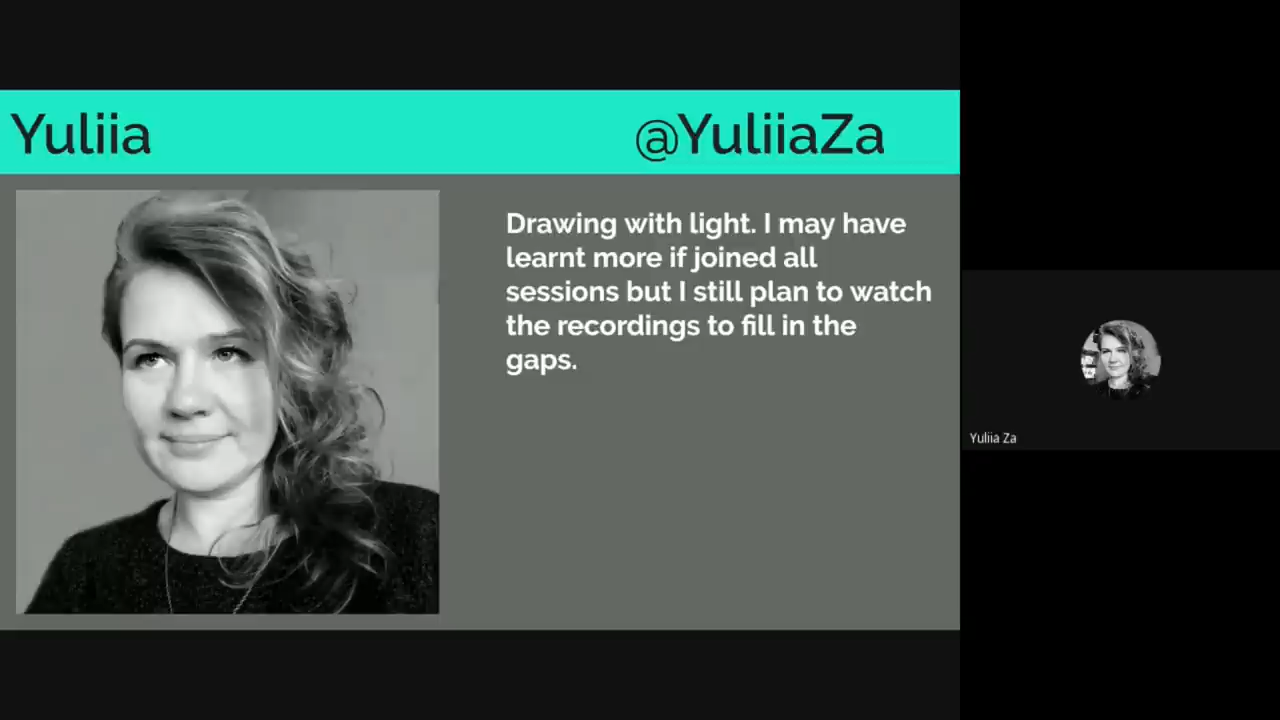 Yuliia
@YuliiaZa
Drawing with light. I may have
learnt more if joined all
sessions but I still plan to watch
the recordings to fill in the
gaps.
Yuliia Za